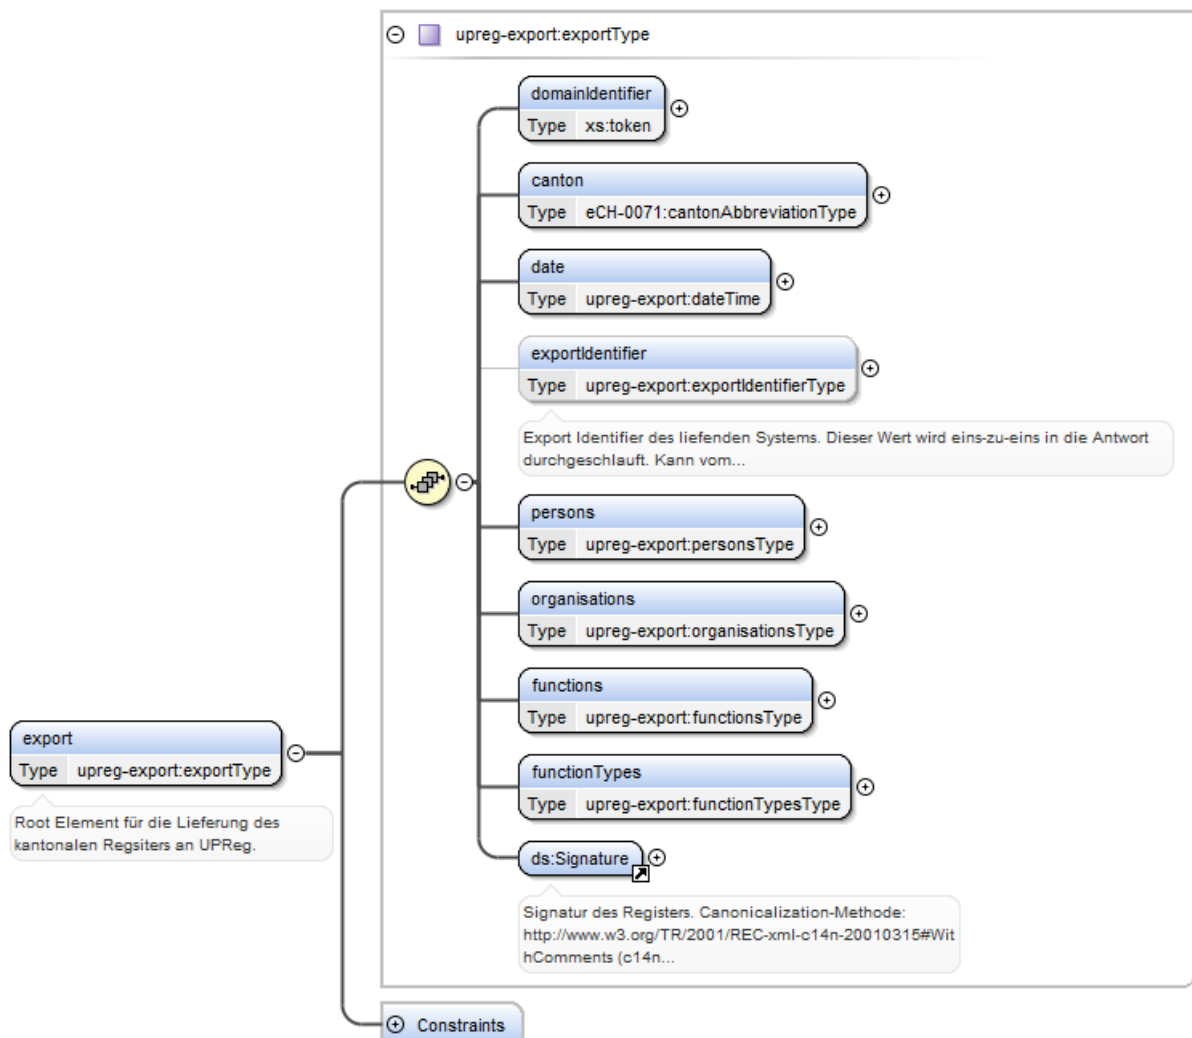 upreg-export:exportType
domainIdentifier
Type xs:token
canton
Type eCH-0071:cantonAbbreviationType
date
Type upreg-export:dateTime
exportIdentifier
Type upreg-export:exportIdentifierType
Export Identifier des liefenden Systems. Dieser Wert wird eins-zu-eins in die Antwort
durchgeschlauft. Kann vom...
persons
Type upreg-export:personsType
organisations
Type upreg-export:organisationsType
functions
Type upreg-export:functionsType
export
Type upreg-export:exportType
Root Element für die Lieferung des
kantonalen Regsiters an UPReg.
functionTypes
Type upreg-export:functionTypesType
ds:Signature
Signatur des Registers. Canonicalization-Methode:
http://www.w3.org/TR/2001/REC-xml-c14n-20010315#Wit
hComments (c14n...
Constraints